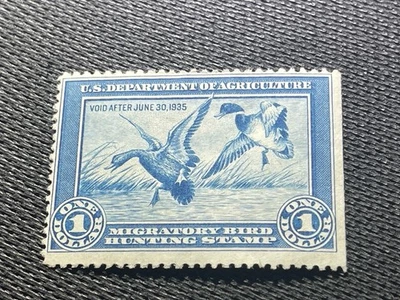 U.S. DEPARTMENT OF AGRICULTURE
VOID AFTER JUNE 30, 1935
ONE
1
DOLLAR
MIGRATORY BIRD
HUNTING STAMP
ONE
1
DOLLAR